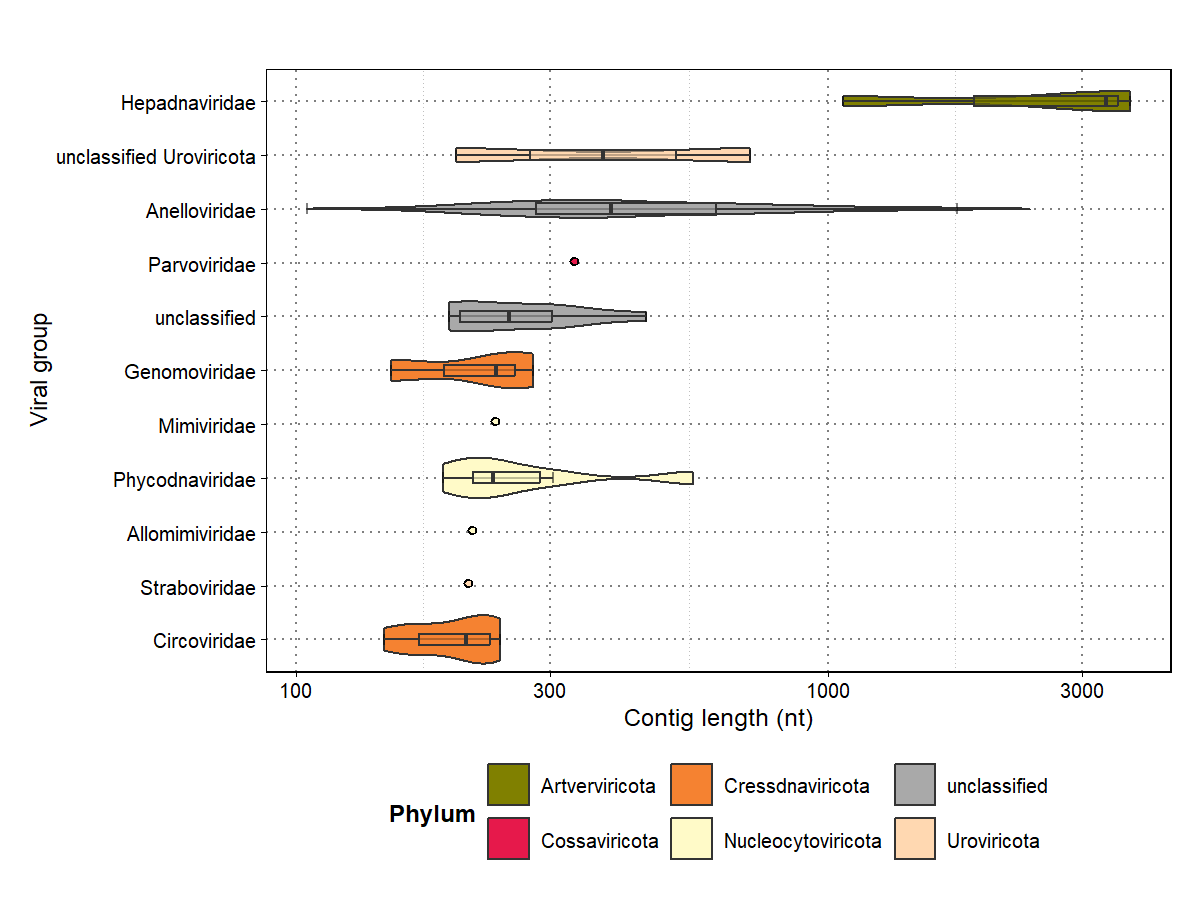 Viral group
Hepadnaviridae
unclassified Uroviricota
Anelloviridae
Parvoviridae
unclassified
Genomoviridae
Mimiviridae
Phycodnaviridae
Allomimiviridae
Straboviridae
Circoviridae
100 300 1000 3000
Contig length (nt)
Phylum
Artverviricota Cressdnaviricota unclassified
Cossaviricota Nucleocytoviricota Uroviricota